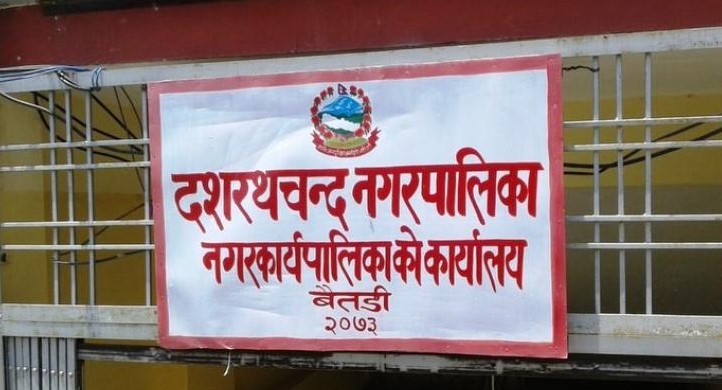 दशरथचन्द नगरपालिका
नगरकार्यपालिकाको कार्यालय
बैतडी
२०७३